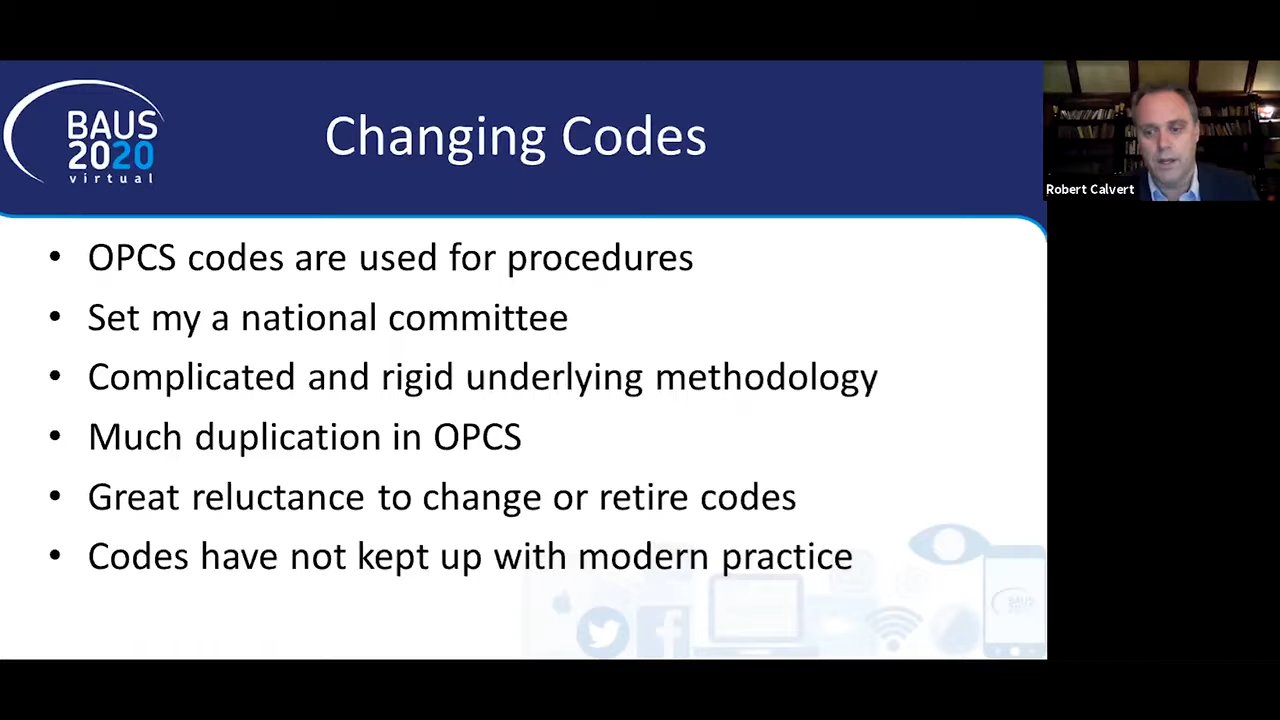 BAUS
2020
virtual
Changing Codes
Robert Calvert
• OPCS codes are used for procedures
• Set my a national committee
• Complicated and rigid underlying methodology
• Much duplication in OPCS
• Great reluctance to change or retire codes
• Codes have not kept up with modern practice
BAUS
2020